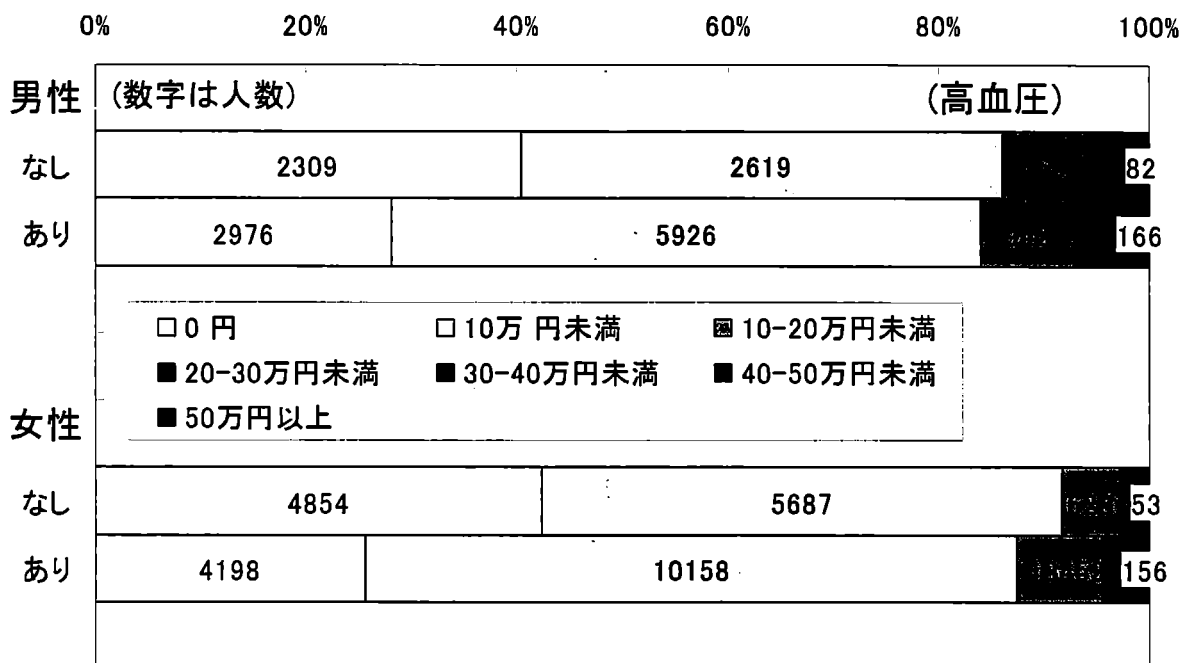 0% 20% 40% 60% 80% 100%
男性 (数字は人数) (高血圧)
なし 2309 2619 82
あり 2976 5926 166
□0 円 □10万 円未満 10-20万円未満
■20-30万円未満 ■30-40万円未満 ■40-50万円未満
■50万円以上
女性
なし 4854 5687 53
あり 4198 10158 156